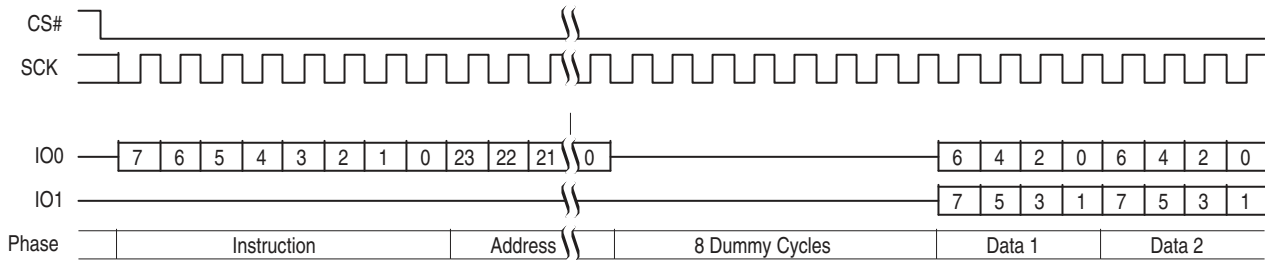 CS#
SCK
IO0 7 6 5 4 3 2 1 0 23 22 21 0 6 4 2 0 6 4 2 0
IO1 7 5 3 1 7 5 3 1
Phase Instruction Address 8 Dummy Cycles Data 1 Data 2